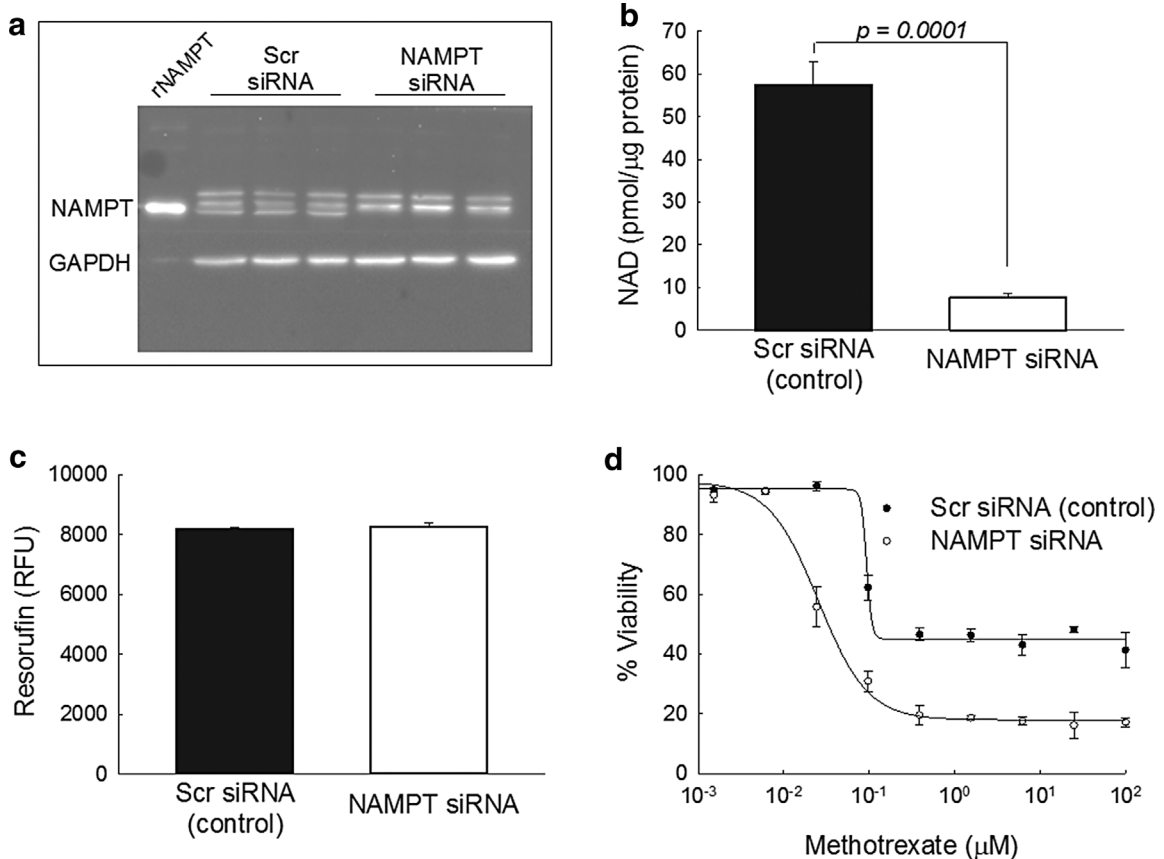 a
rNAMPT
Scr
siRNA
NAMPT
siRNA
NAMPT
GAPDH
b
70
60
50
40
30
20
10
0
NAD (pmol/μg protein)
p = 0.0001
Scr siRNA
(control)
NAMPT siRNA
c
10000
8000
6000
4000
2000
0
Resorufin (RFU)
Scr siRNA
(control)
NAMPT siRNA
d
100
80
60
40
20
0
% Viability
Scr siRNA (control)
NAMPT siRNA
10⁻³ 10⁻² 10⁻¹ 10⁰ 10¹ 10²
Methotrexate (μM)